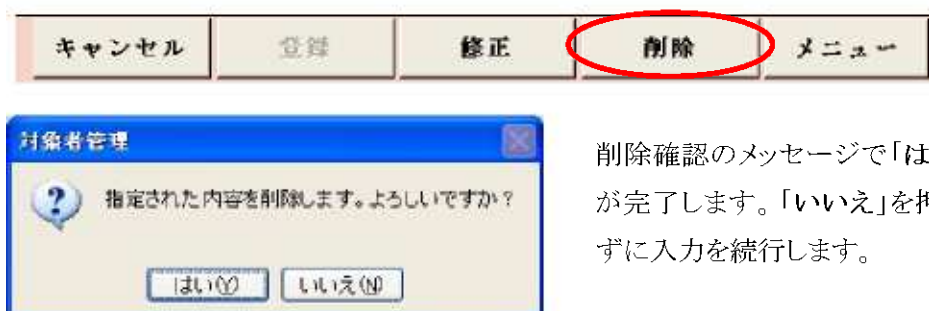 キャンセル 登録 修正 削除 メニュー
対象者管理
指定された内容を削除します。よろしいですか?
はい(Y) いいえ(N)
削除確認のメッセージで「は
が完了します。「いいえ」を
ずに入力を続行します。